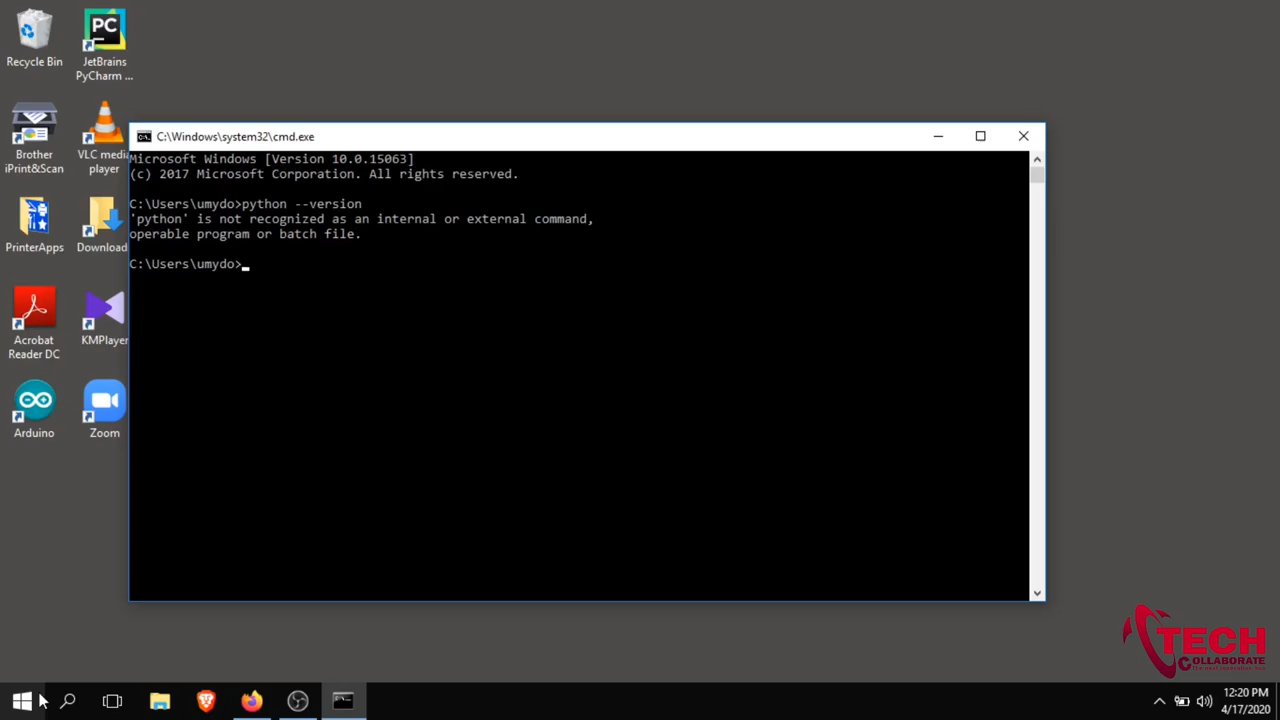 Recycle Bin
JetBrains
PyCharm ...
Brother
iPrint&Scan
VLC medi
player
PrinterApps
Download
Acrobat
Reader DC
KMPlayer
Arduino
Zoom
C:\Windows\system32\cmd.exe
Microsoft Windows [Version 10.0.15063]
(c) 2017 Microsoft Corporation. All rights reserved.
C:\Users\umydo>python --version
'python' is not recognized as an internal or external command,
operable program or batch file.
C:\Users\umydo>
TECH
COLLABORATE
12:20 PM
4/17/2020